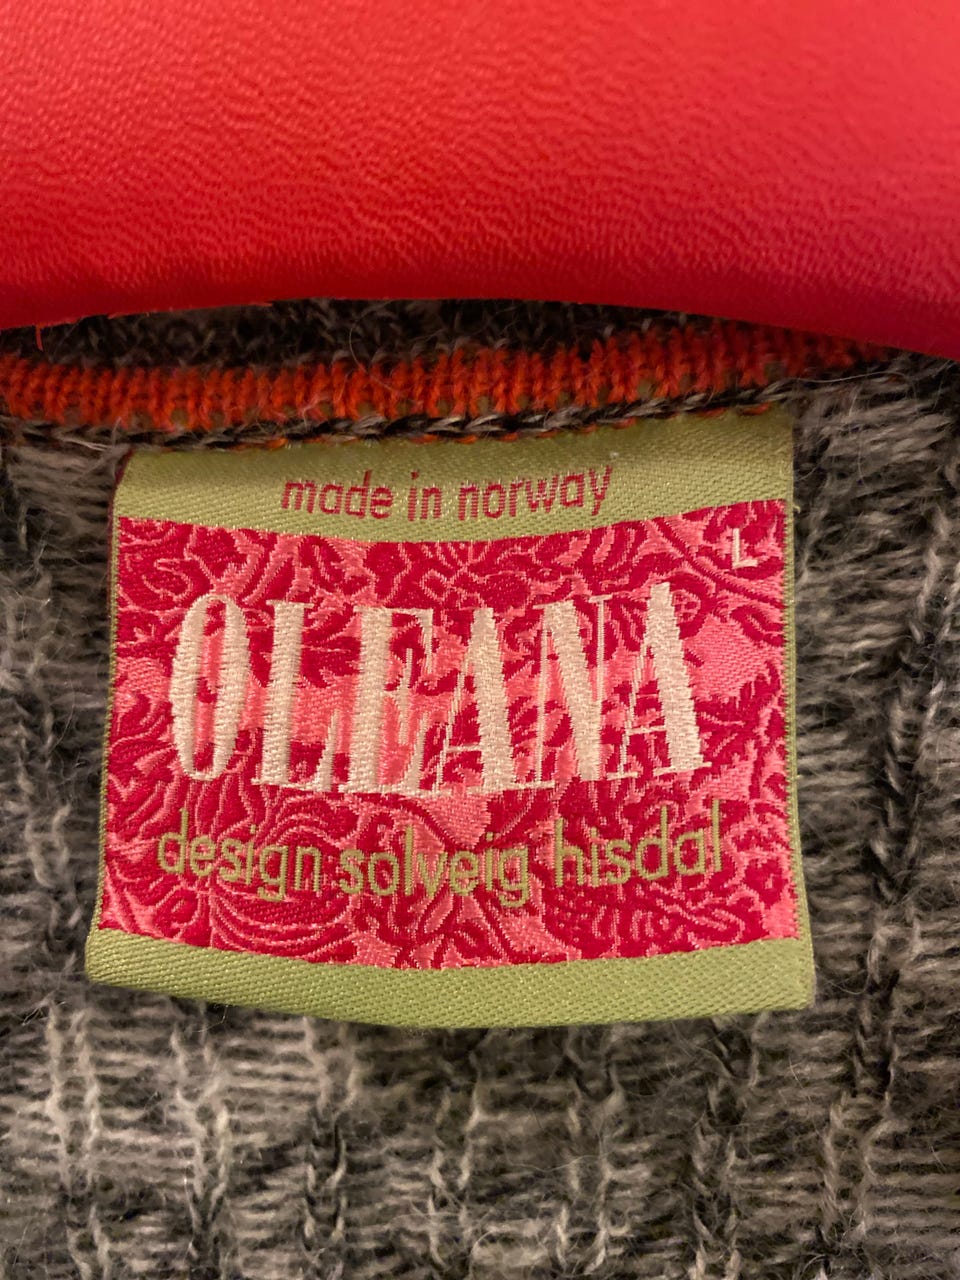 made in norway
L
OLEANA
design solveig hisdal